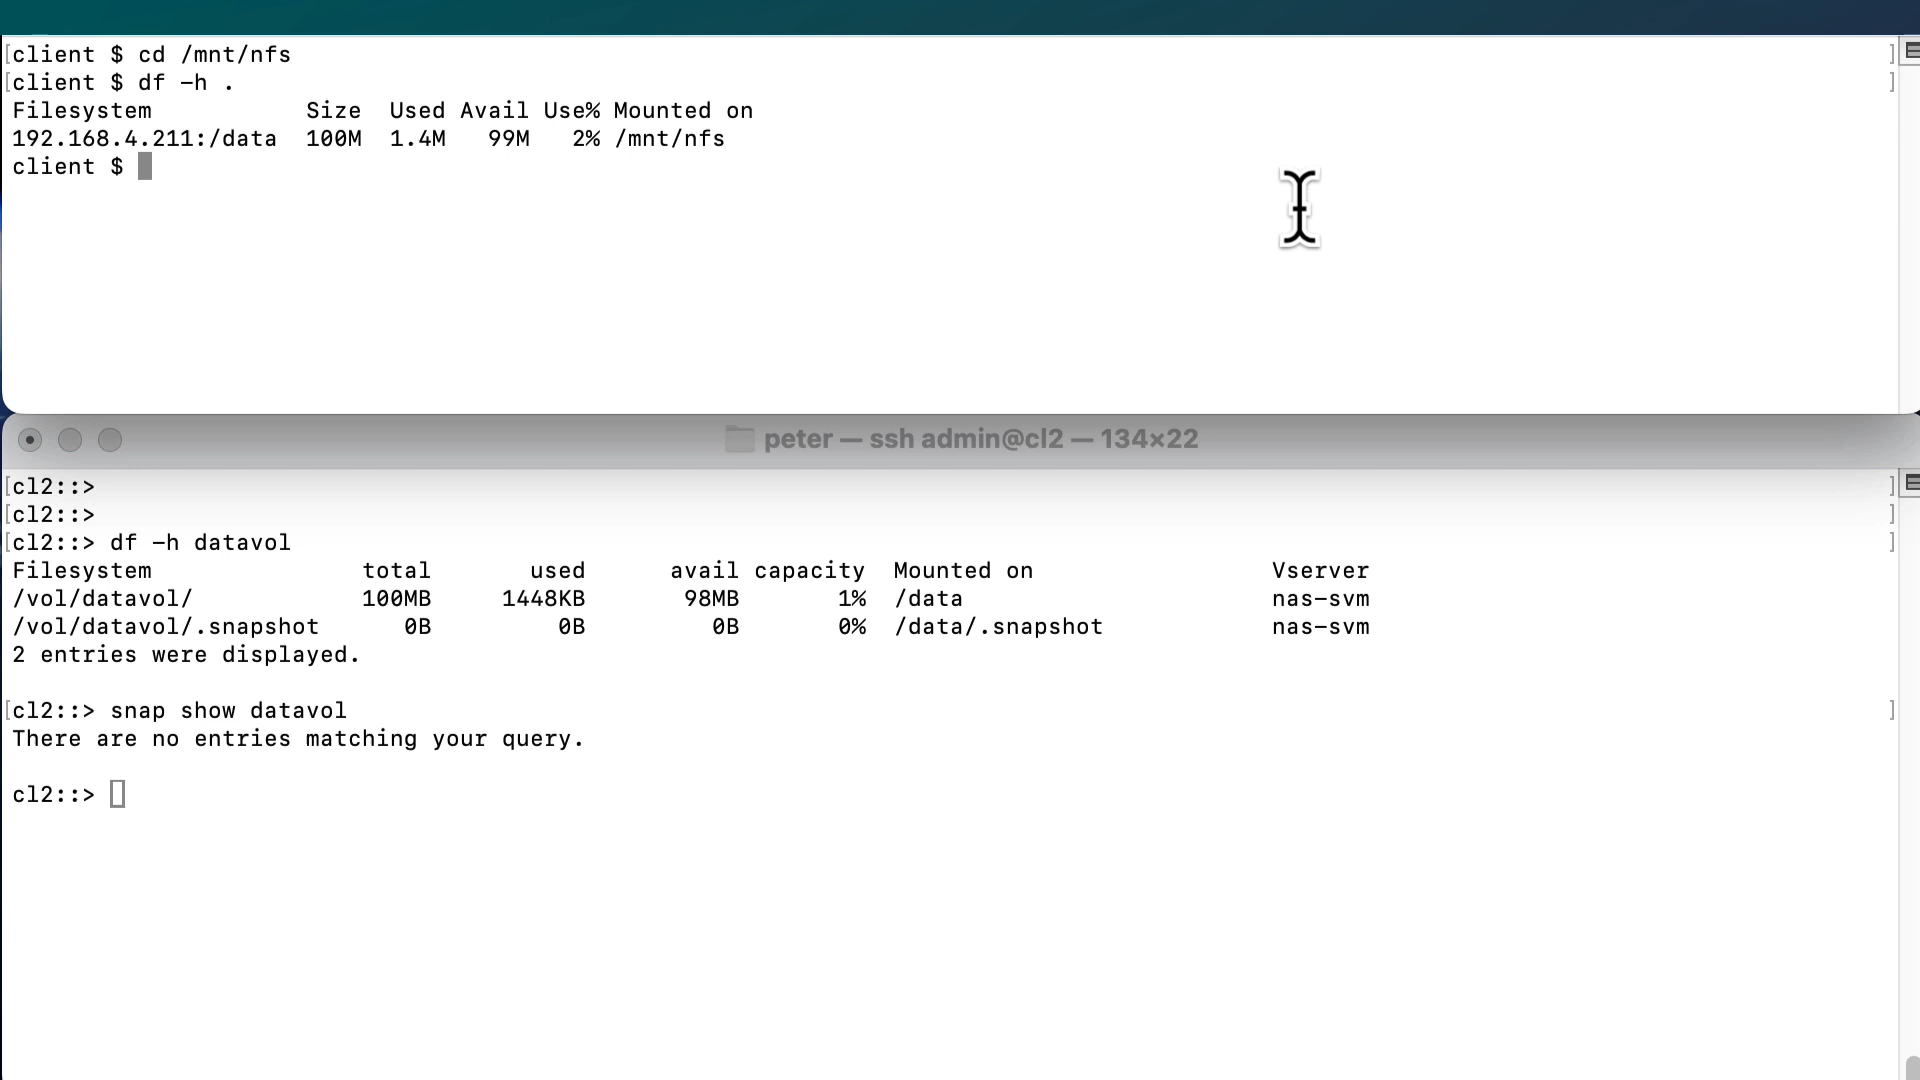 [client $ cd /mnt/nfs ]
[client $ df -h . ]
Filesystem           Size  Used Avail Use% Mounted on
192.168.4.211:/data  100M  1.4M   99M   2% /mnt/nfs
client $
peter — ssh admin@cl2 — 134×22
[cl2::> ]
[cl2::> ]
[cl2::> df -h datavol ]
Filesystem               total       used      avail capacity  Mounted on                 Vserver
/vol/datavol/            100MB     1448KB       98MB       1%  /data                      nas-svm
/vol/datavol/.snapshot      0B         0B         0B       0%  /data/.snapshot            nas-svm
2 entries were displayed.
[cl2::> snap show datavol ]
There are no entries matching your query.
cl2::>